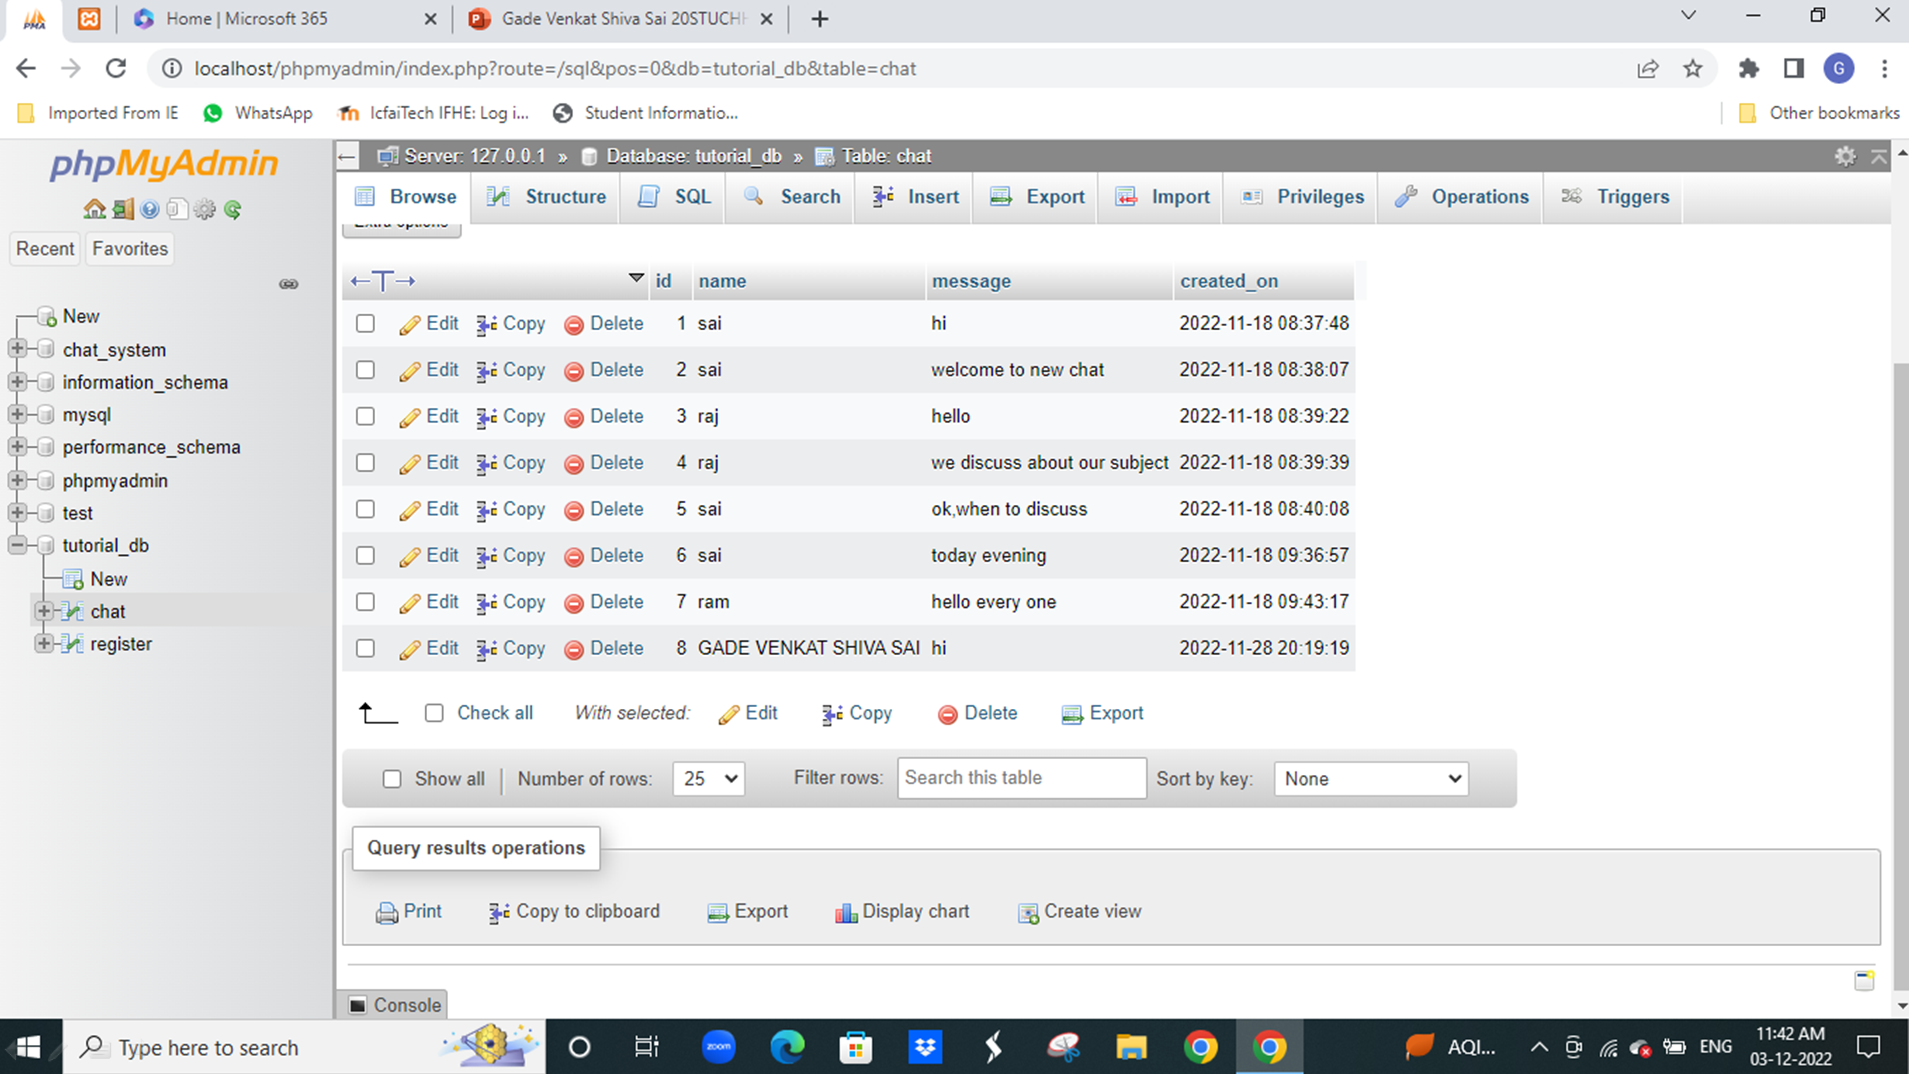 Home | Microsoft 365
Gade Venkat Shiva Sai 20STUCHH
localhost/phpmyadmin/index.php?route=/sql&pos=0&db=tutorial_db&table=chat
G
Imported From IE
WhatsApp
IcfaiTech IFHE: Log i...
Student Informatio...
Other bookmarks
phpMyAdmin
Recent
Favorites
New
chat_system
information_schema
mysql
performance_schema
phpmyadmin
test
tutorial_db
New
chat
register
Server: 127.0.0.1 » Database: tutorial_db » Table: chat
Browse Structure SQL Search Insert Export Import Privileges Operations Triggers
Extra options
id name message created_on
Edit Copy Delete 1 sai hi 2022-11-18 08:37:48
Edit Copy Delete 2 sai welcome to new chat 2022-11-18 08:38:07
Edit Copy Delete 3 raj hello 2022-11-18 08:39:22
Edit Copy Delete 4 raj we discuss about our subject 2022-11-18 08:39:39
Edit Copy Delete 5 sai ok,when to discuss 2022-11-18 08:40:08
Edit Copy Delete 6 sai today evening 2022-11-18 09:36:57
Edit Copy Delete 7 ram hello every one 2022-11-18 09:43:17
Edit Copy Delete 8 GADE VENKAT SHIVA SAI hi 2022-11-28 20:19:19
Check all With selected: Edit Copy Delete Export
Show all Number of rows: 25 Filter rows: Search this table Sort by key: None
Query results operations
Print Copy to clipboard Export Display chart Create view
Console
Type here to search
zoom
AQI...
ENG
11:42 AM
03-12-2022